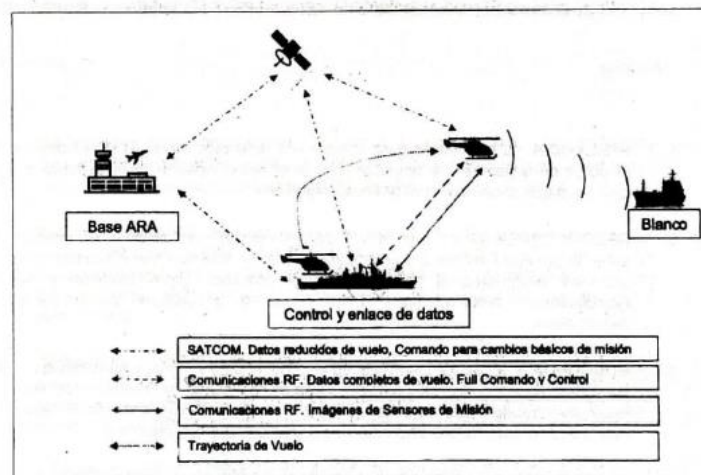 Base ARA
Blanco
Control y enlace de datos
SATCOM. Datos reducidos de vuelo, Comando para cambios básicos de misión
Comunicaciones RF. Datos completos de vuelo. Full Comando y Control
Comunicaciones RF. Imágenes de Sensores de Misión
Trayectoria de Vuelo